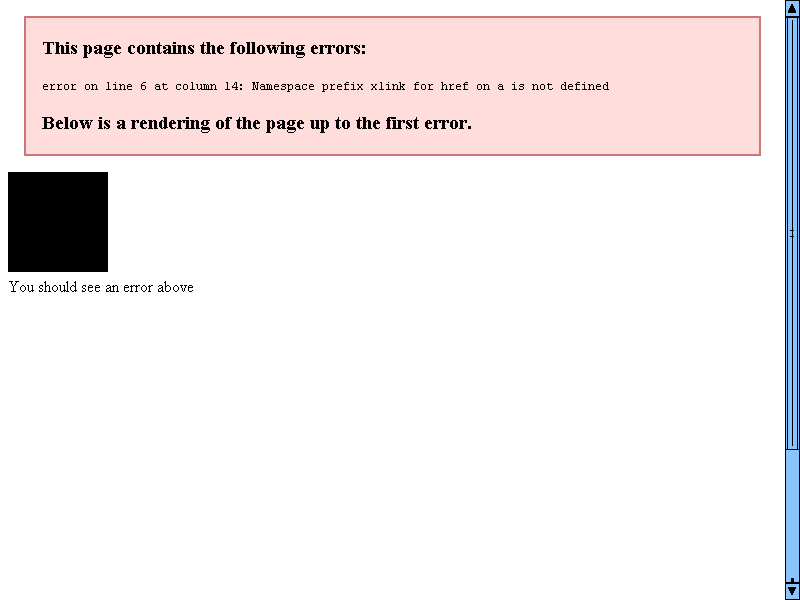 This page contains the following errors:
error on line 6 at column 14: Namespace prefix xlink for href on a is not defined
Below is a rendering of the page up to the first error.
You should see an error above